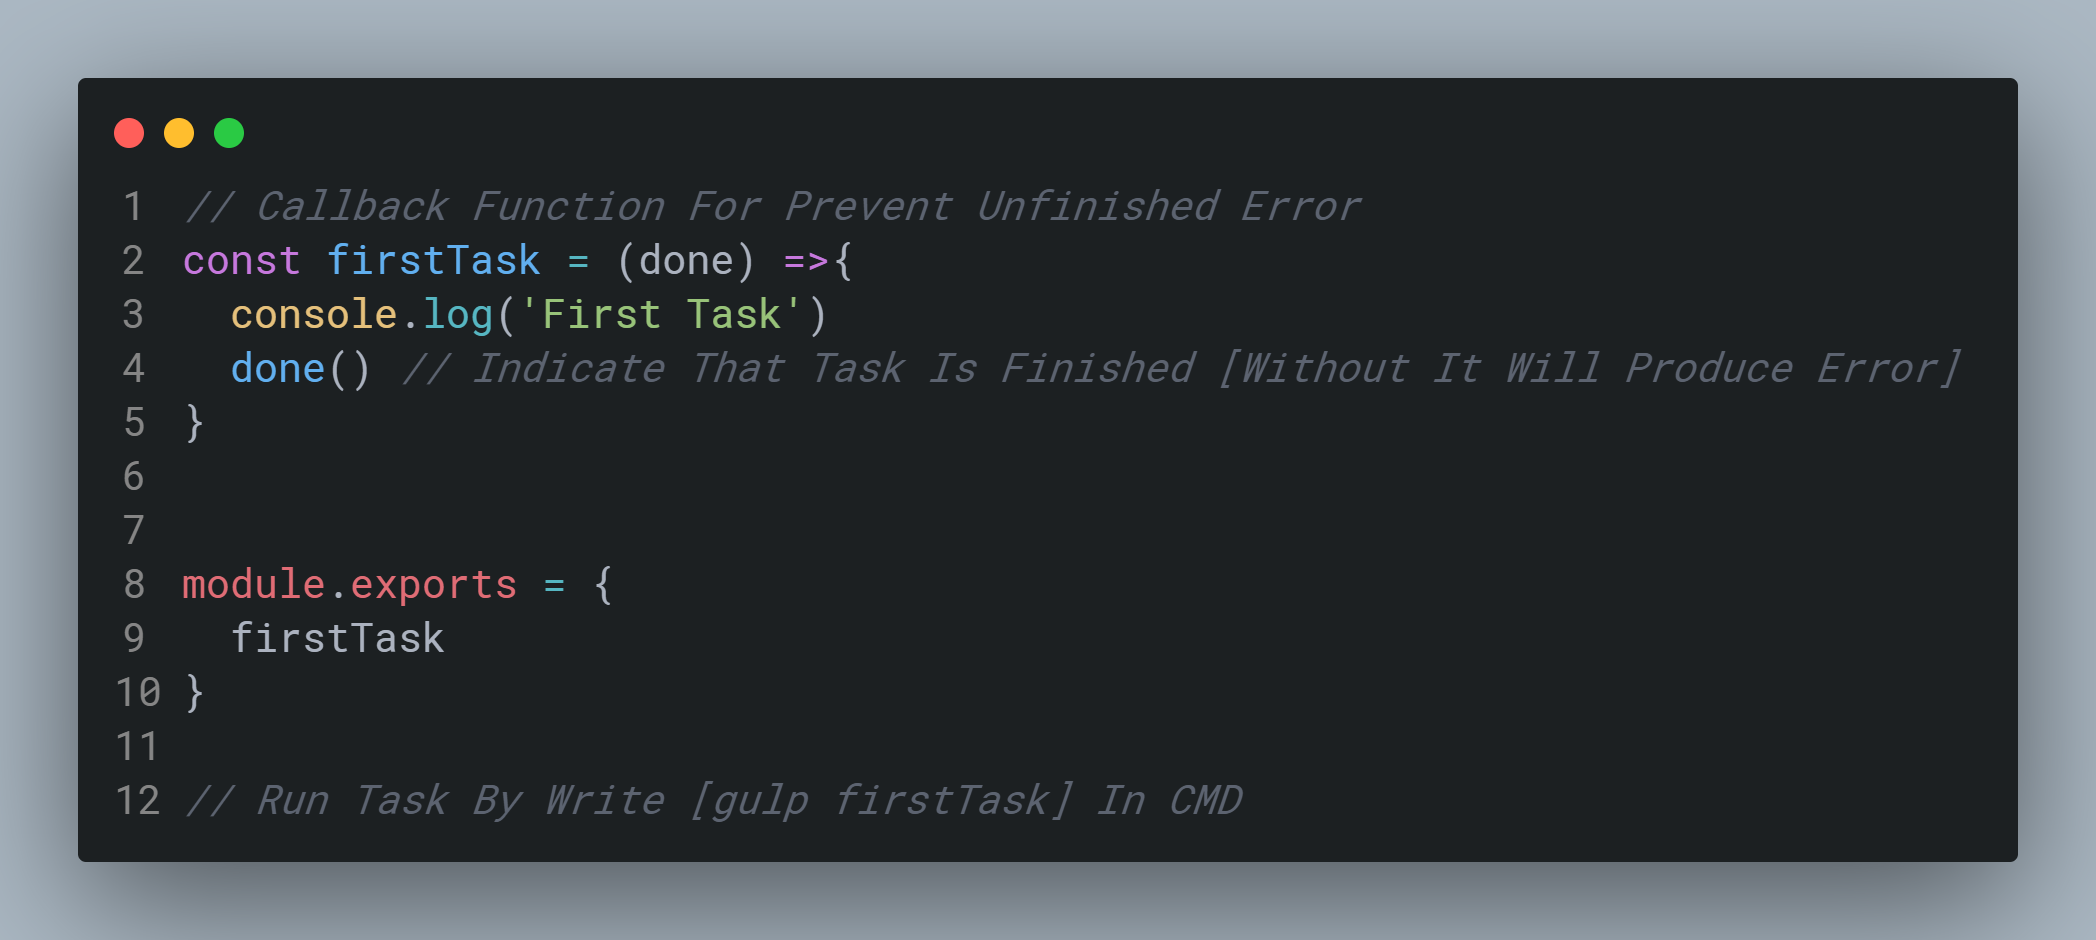 1 // Callback Function For Prevent Unfinished Error
2 const firstTask = (done) =>{
3   console.log('First Task')
4   done() // Indicate That Task Is Finished [Without It Will Produce Error]
5 }
6
7
8 module.exports = {
9   firstTask
10 }
11
12 // Run Task By Write [gulp firstTask] In CMD